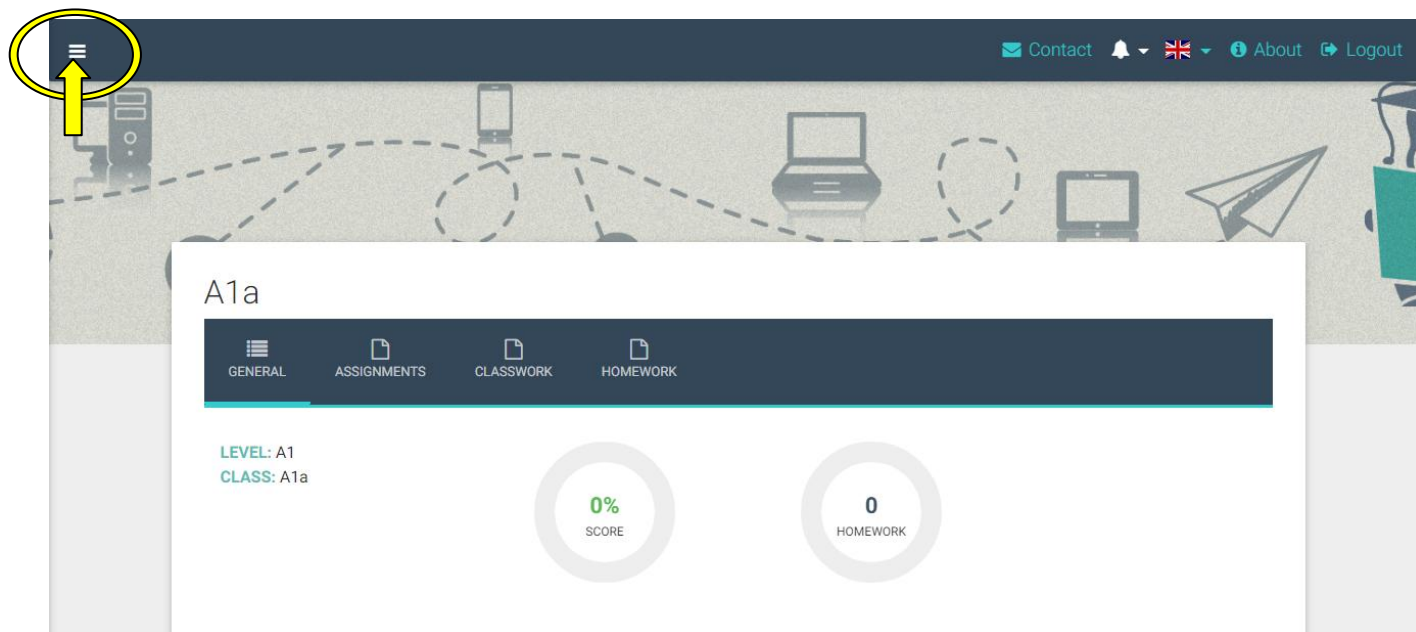 Contact About Logout
A1a
GENERAL ASSIGNMENTS CLASSWORK HOMEWORK
LEVEL: A1
CLASS: A1a
0%
SCORE
0
HOMEWORK